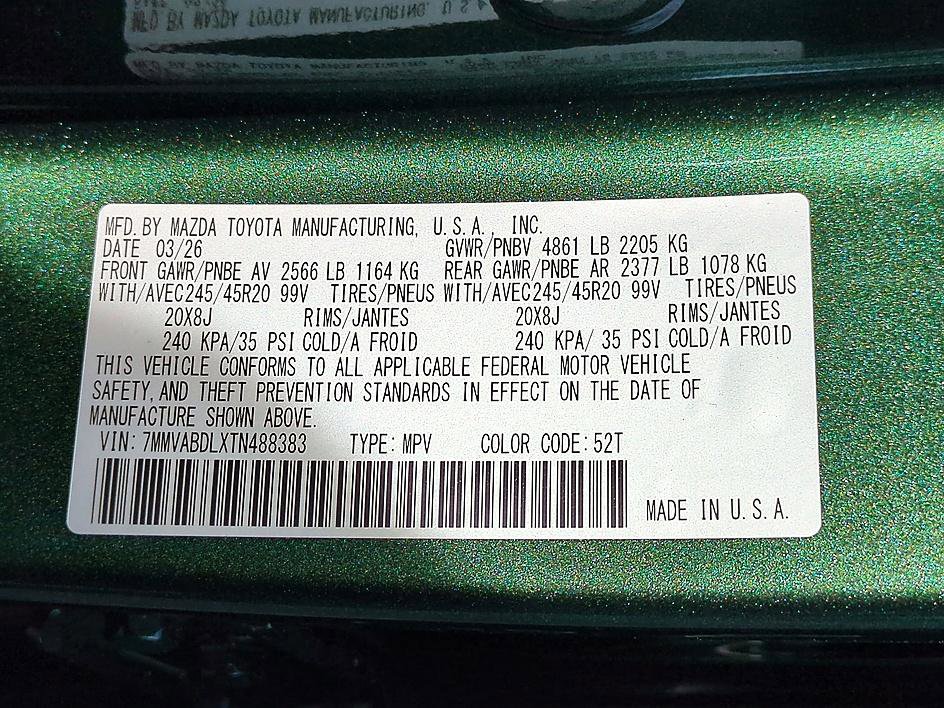 MFD. BY MAZDA TOYOTA MANUFACTURING, U.S.A., INC.
DATE 03/26 GVWR/PNBV 4861 LB 2205 KG
FRONT GAWR/PNBE AV 2566 LB 1164 KG REAR GAWR/PNBE AR 2377 LB 1078 KG
WITH/AVEC245/45R20 99V TIRES/PNEUS WITH/AVEC245/45R20 99V TIRES/PNEUS
20X8J RIMS/JANTES 20X8J RIMS/JANTES
240 KPA/35 PSI COLD/A FROID 240 KPA/ 35 PSI COLD/A FROID
THIS VEHICLE CONFORMS TO ALL APPLICABLE FEDERAL MOTOR VEHICLE
SAFETY, AND THEFT PREVENTION STANDARDS IN EFFECT ON THE DATE OF
MANUFACTURE SHOWN ABOVE.
VIN: 7MMVABDLXTN488383 TYPE: MPV COLOR CODE: 52T
MADE IN U.S.A.